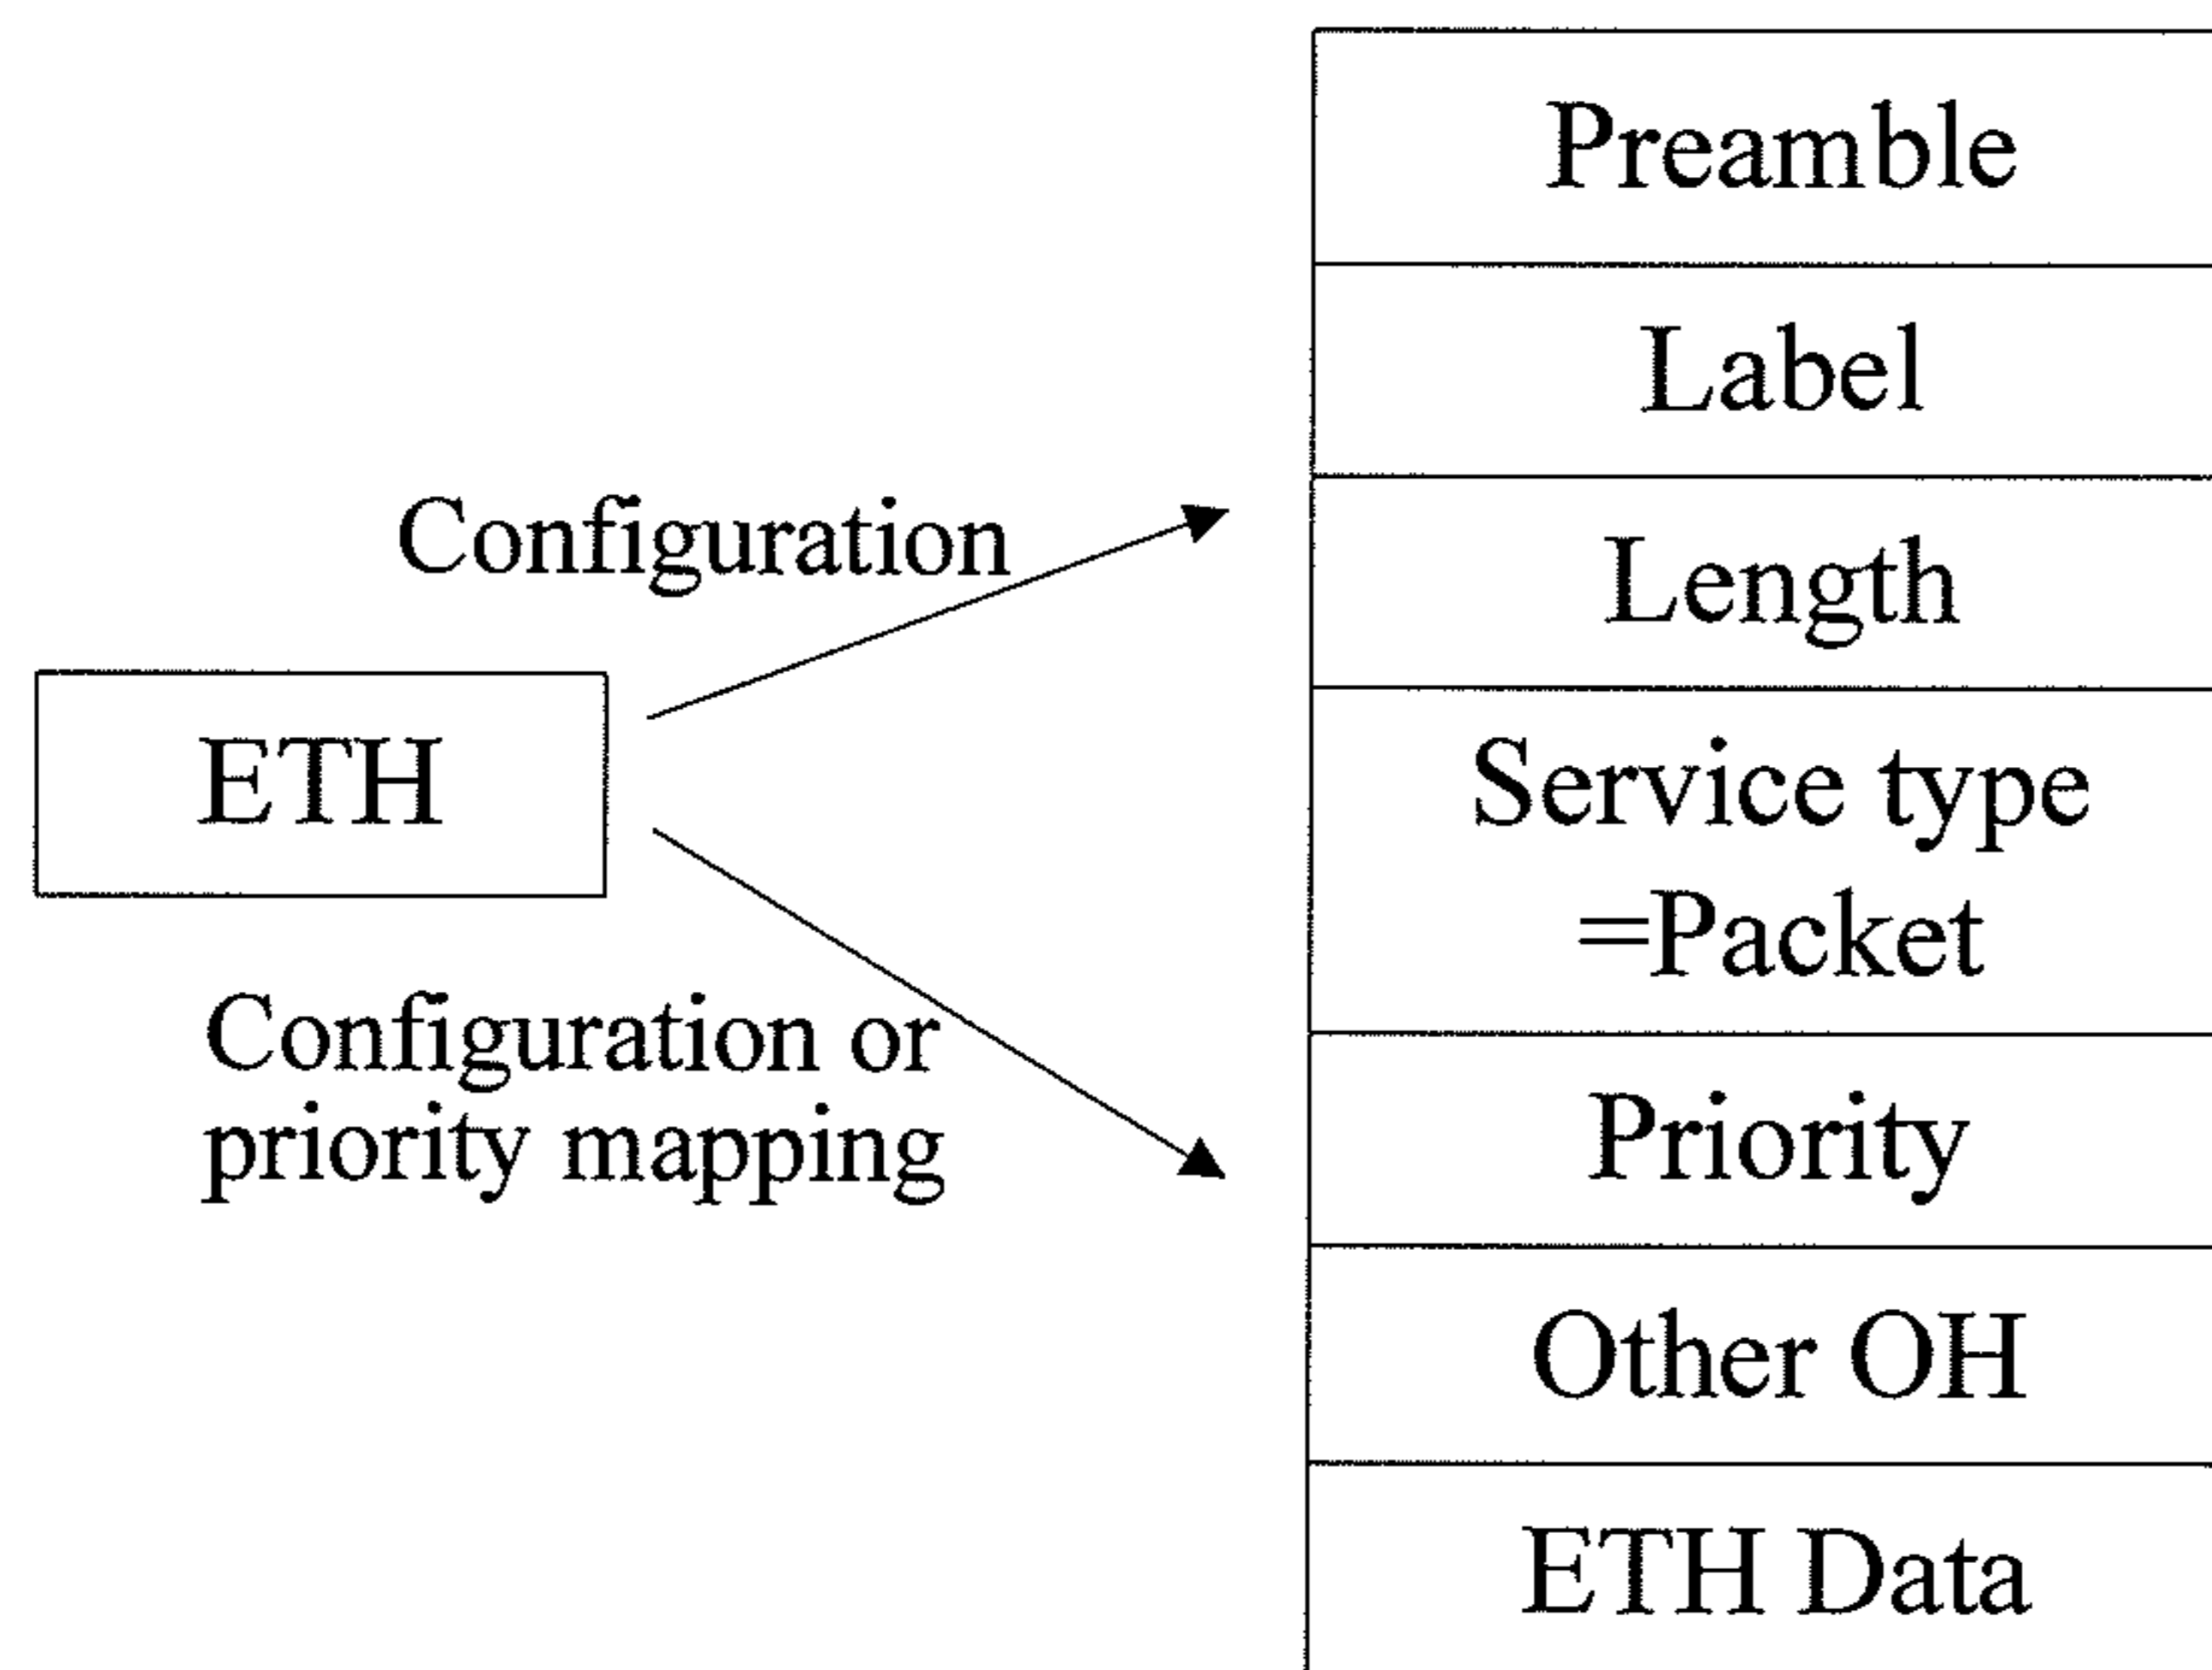 Configuration
ETH
Configuration or
priority mapping
Preamble
Label
Length
Service type
=Packet
Priority
Other OH
ETH Data